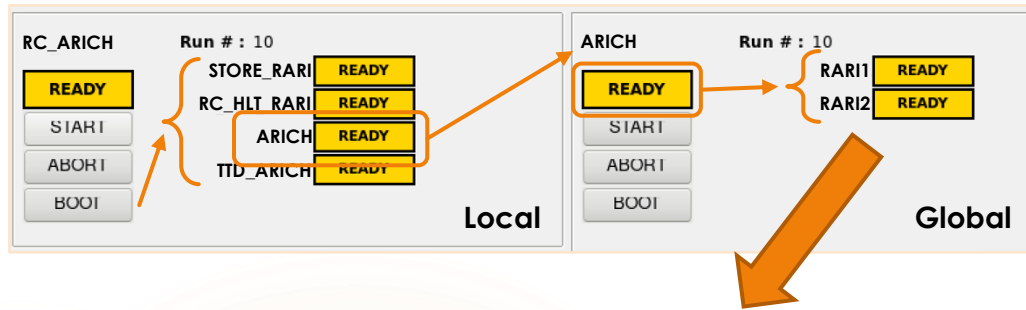 RC_ARICH
Run # : 10
READY
START
ABORT
BOOT
STORE_RARI READY
RC_HLT_RARI READY
ARICH READY
TTD_ARICH READY
Local
ARICH
Run # : 10
READY
START
ABORT
BOOT
RARI1 READY
RARI2 READY
Global